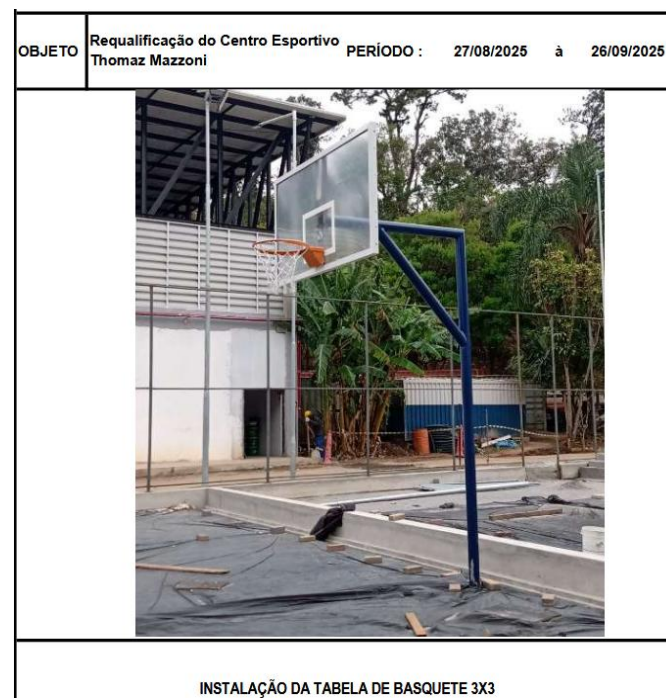 OBJETO
Requalificação do Centro Esportivo
Thomaz Mazzoni
PERÍODO : 27/08/2025 à 26/09/2025
INSTALAÇÃO DA TABELA DE BASQUETE 3X3